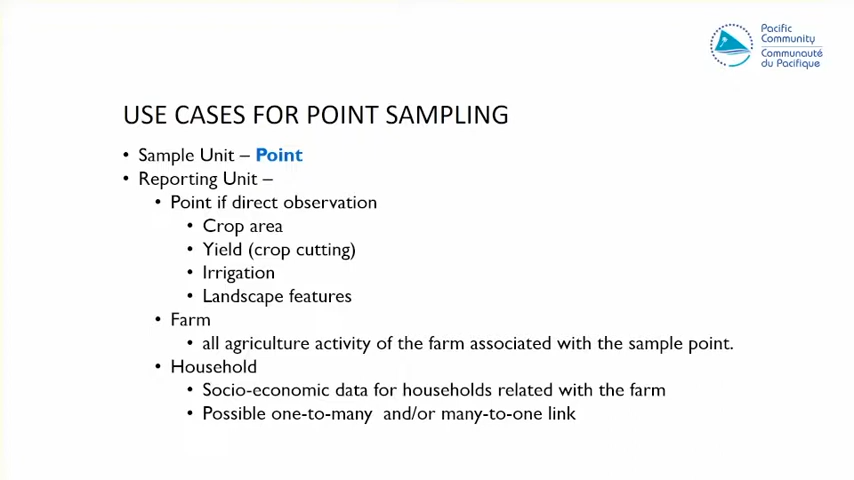 Pacific
Community
Communauté
du Pacifique
USE CASES FOR POINT SAMPLING
• Sample Unit – Point
• Reporting Unit –
• Point if direct observation
• Crop area
• Yield (crop cutting)
• Irrigation
• Landscape features
• Farm
• all agriculture activity of the farm associated with the sample point.
• Household
• Socio-economic data for households related with the farm
• Possible one-to-many and/or many-to-one link